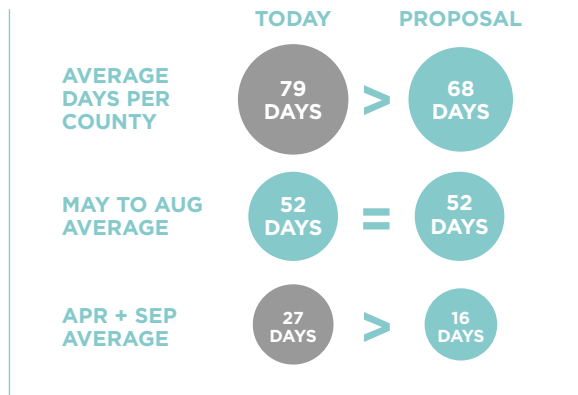 TODAY PROPOSAL
AVERAGE
DAYS PER
COUNTY
79
DAYS
>
68
DAYS
MAY TO AUG
AVERAGE
52
DAYS
=
52
DAYS
APR + SEP
AVERAGE
27
DAYS
>
16
DAYS